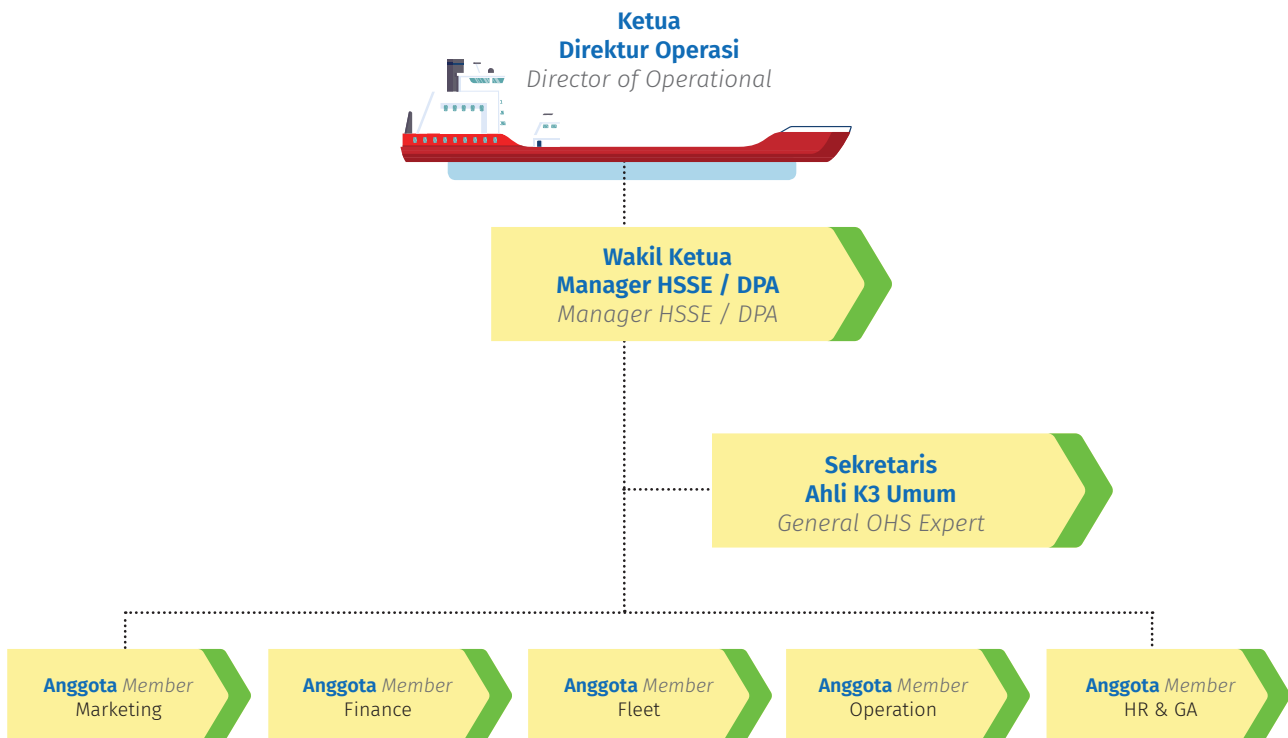 Ketua
Direktur Operasi
Director of Operational
Wakil Ketua
Manager HSSE / DPA
Manager HSSE / DPA
Sekretaris
Ahli K3 Umum
General OHS Expert
Anggota Member
Marketing
Anggota Member
Finance
Anggota Member
Fleet
Anggota Member
Operation
Anggota Member
HR & GA